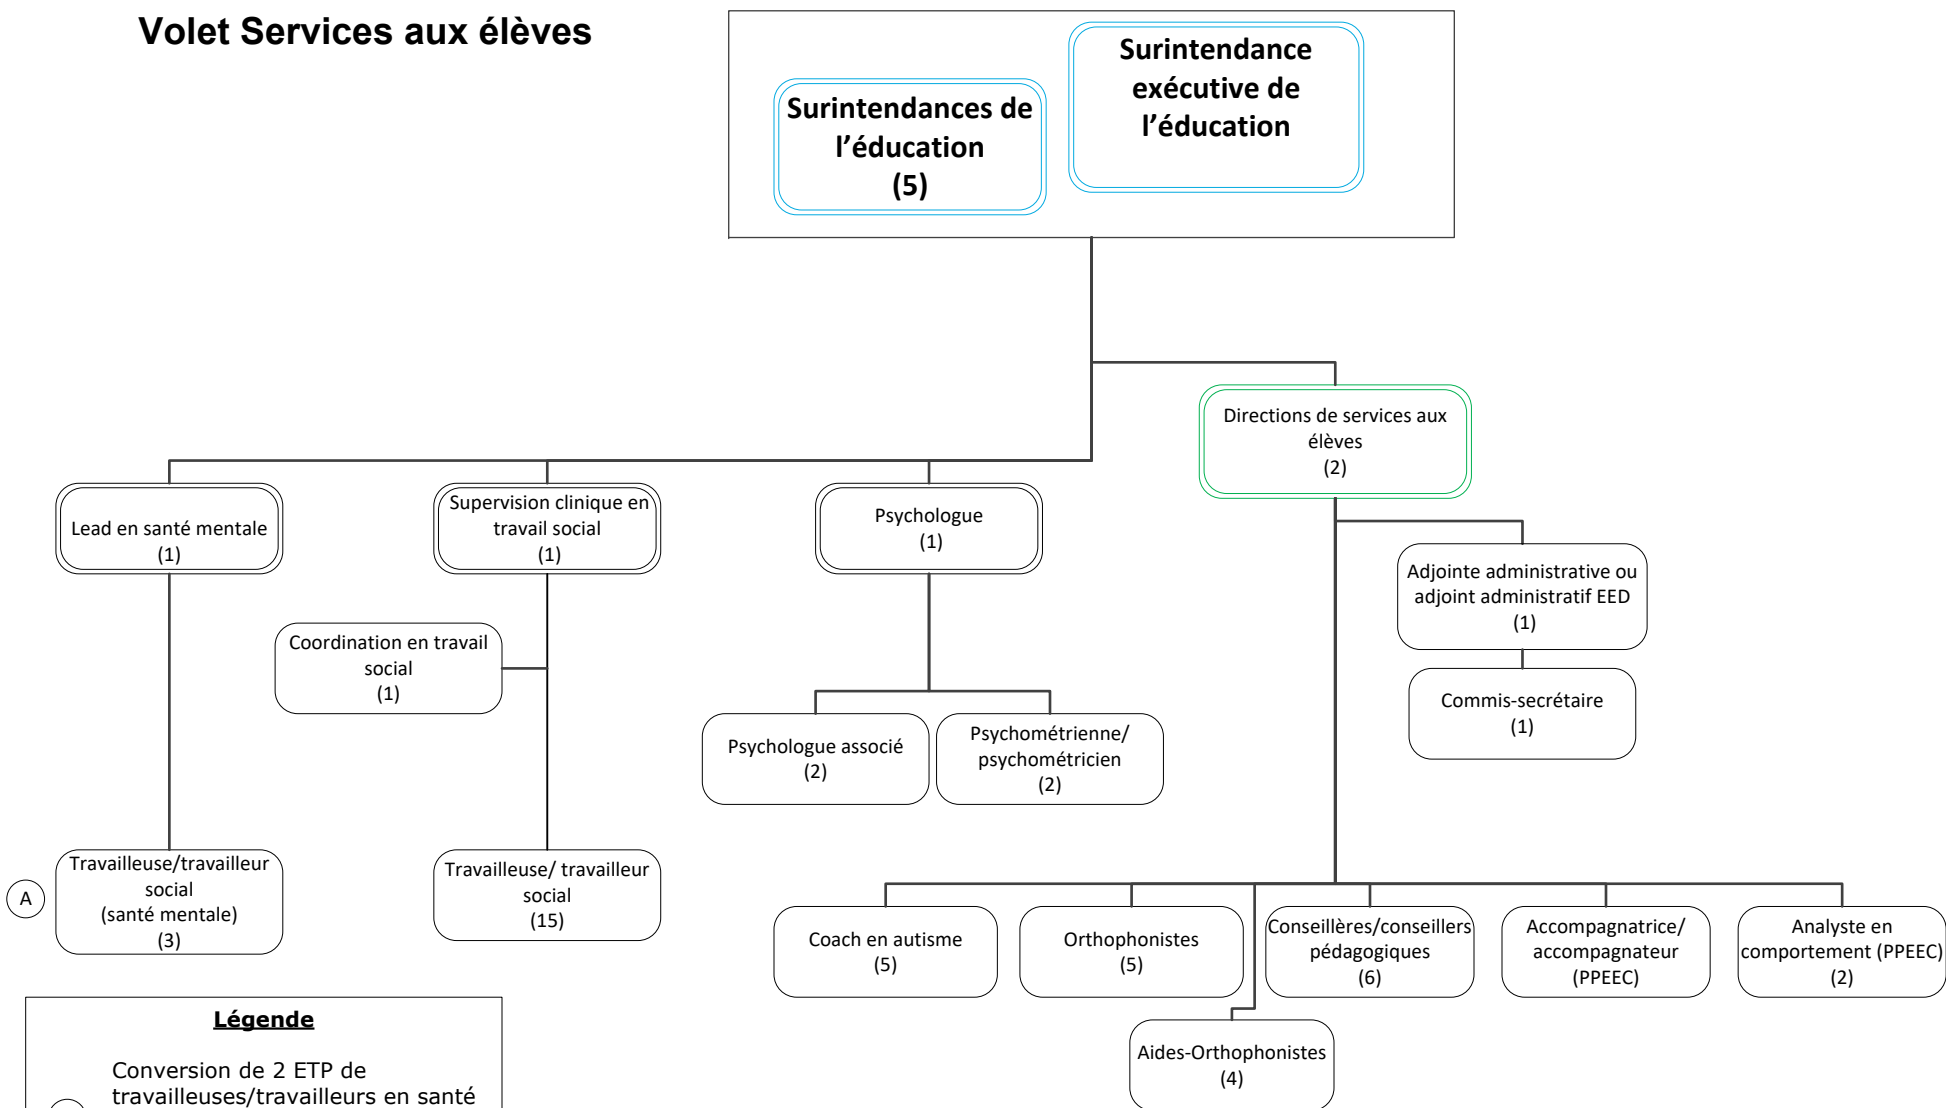 Volet Services aux élèves
Surintendance
exécutive de
l’éducation
Surintendances de
l’éducation
(5)
Directions de services aux
élèves
(2)
Lead en santé mentale
(1)
Supervision clinique en
travail social
(1)
Psychologue
(1)
Adjointe administrative ou
adjoint administratif EED
(1)
Coordination en travail
social
(1)
Commis-secrétaire
(1)
Psychologue associé
(2)
Psychométrienne/
psychométricien
(2)
A
Travailleuse/travailleur
social
(santé mentale)
(3)
Travailleuse/ travailleur
social
(15)
Coach en autisme
(5)
Orthophonistes
(5)
Conseillères/conseillers
pédagogiques
(6)
Accompagnatrice/
accompagnateur
(PPEEC)
Analyste en
comportement (PPEEC)
(2)
Aides-Orthophonistes
(4)
Légende
Conversion de 2 ETP de
travailleuses/travailleurs en santé